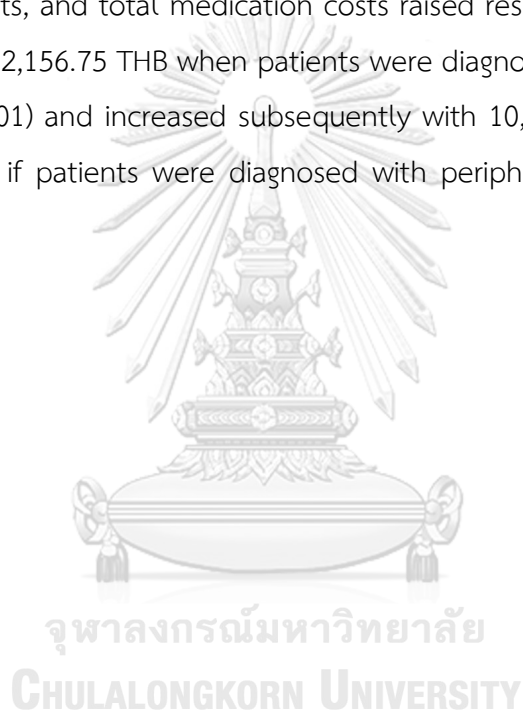 ts, and total medication costs raised res
2,156.75 THB when patients were diagno
01) and increased subsequently with 10,
if patients were diagnosed with periph
จุฬาลงกรณ์มหาวิทยาลัย
CHULALONGKORN UNIVERSITY